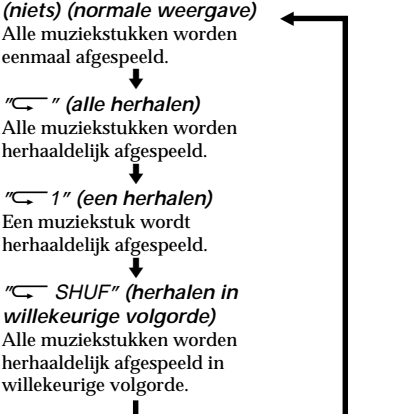 (niets) (normale weergave)
Alle muziekstukken worden
eenmaal afgespeeld.
" " (alle herhalen)
Alle muziekstukken worden
herhaaldelijk afgespeeld.
" 1" (een herhalen)
Een muziekstuk wordt
herhaaldelijk afgespeeld.
" SHUF" (herhalen in
willekeurige volgorde)
Alle muziekstukken worden
herhaaldelijk afgespeeld in
willekeurige volgorde.